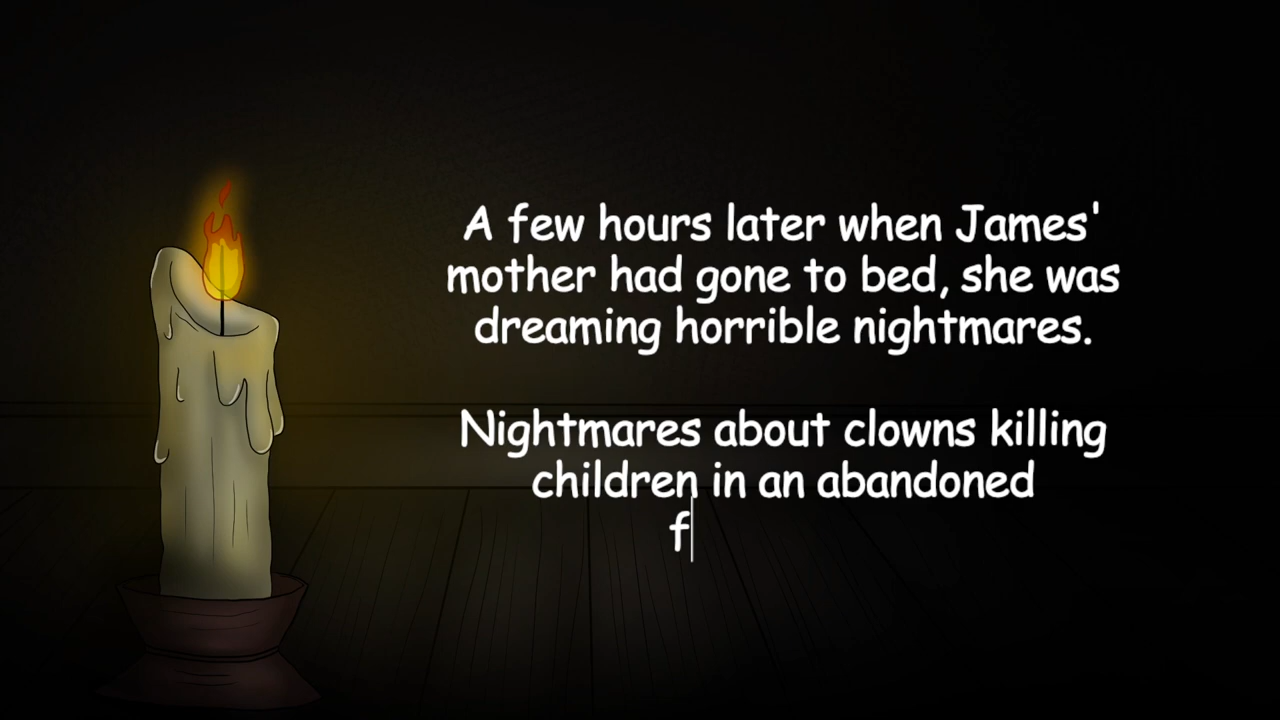 A few hours later when James'
mother had gone to bed, she was
dreaming horrible nightmares.
Nightmares about clowns killing
children in an abandoned
f